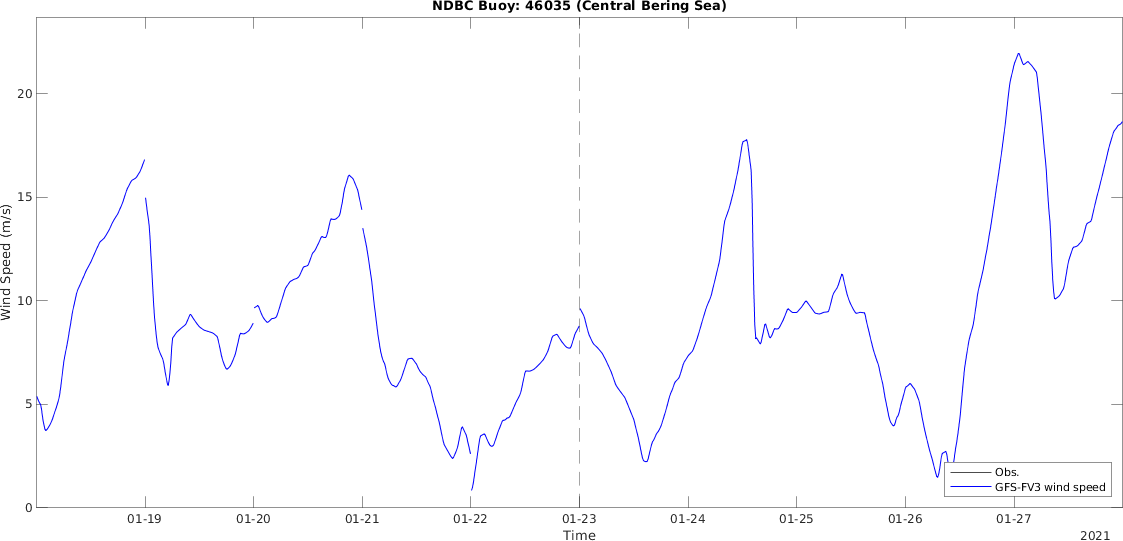 NDBC Buoy: 46035 (Central Bering Sea)
Wind Speed (m/s)
20
15
10
5
0
01-19 01-20 01-21 01-22 01-23 01-24 01-25 01-26 01-27
Time
2021
Obs.
GFS-FV3 wind speed